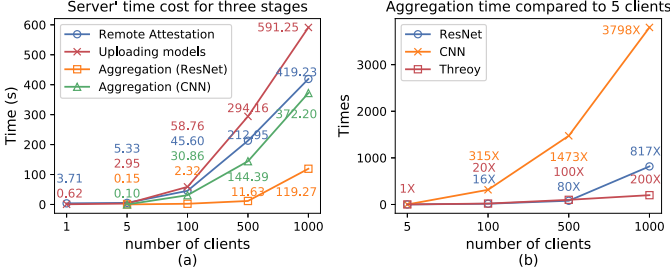 Server' time cost for three stages
600
500
400
300
200
100
0
Time (s)
Remote Attestation
Uploading models
Aggregation (ResNet)
Aggregation (CNN)
591.25
419.23
372.20
294.16
212.95
144.39
119.27
11.63
58.76
45.60
30.86
2.32
5.33
2.95
0.15
0.10
3.71
0.62
1 5 100 500 1000
number of clients
(a)
Aggregation time compared to 5 clients
3000
2000
1000
5
Times
ResNet
CNN
Threoy
3798X
1473X
817X
315X
20X
16X
100X
80X
200X
1X
5 100 500 1000
number of clients
(b)